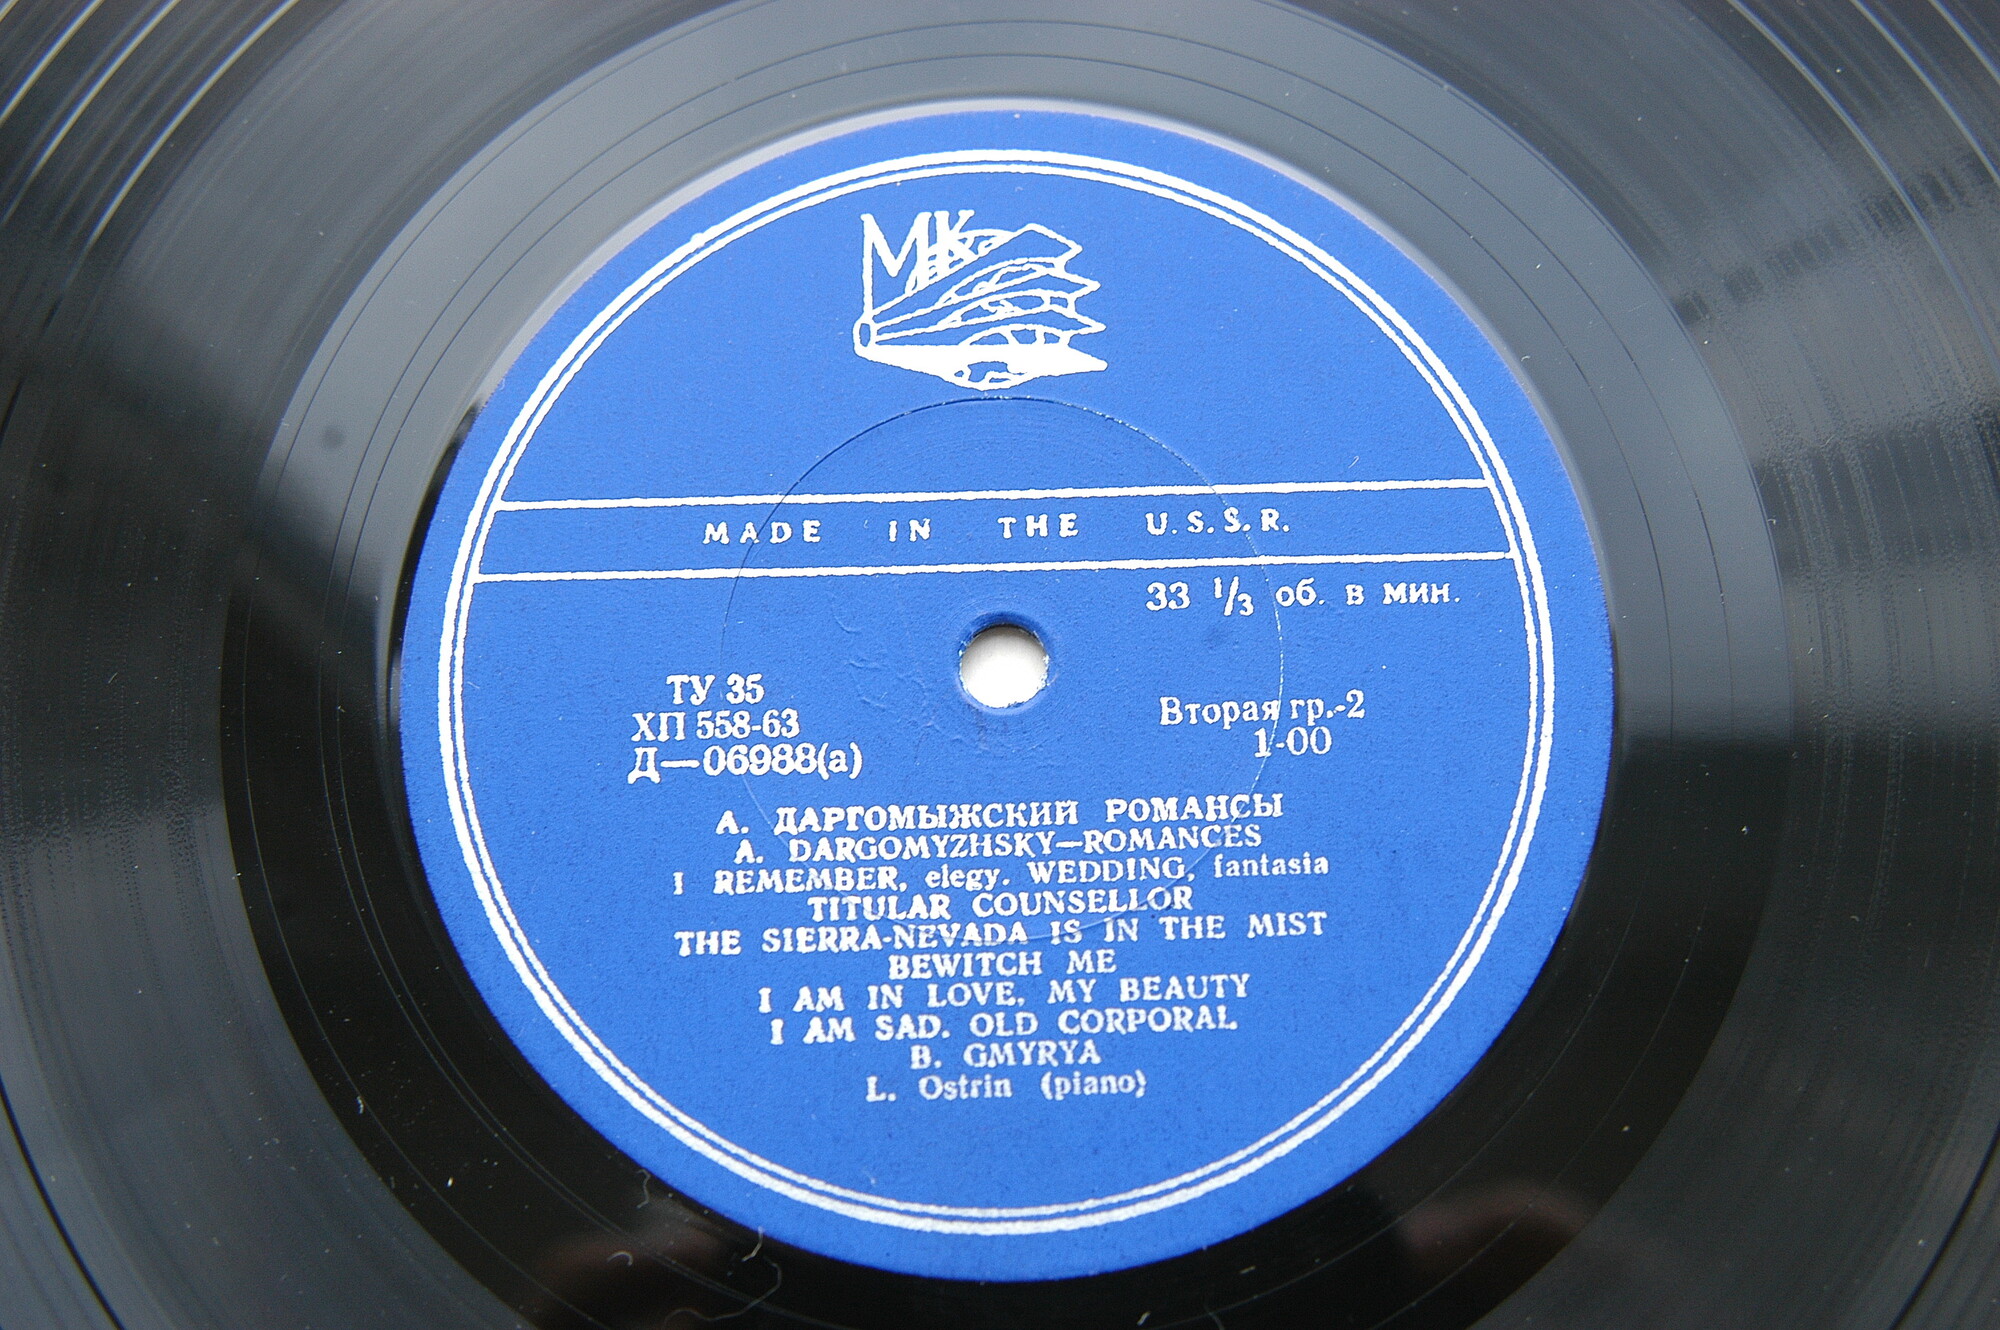 МК
MADE IN THE U.S.S.R.
33 1/3 об. в мин.
ТУ 35
ХП 558-63
Д—06988(а)
Вторая гр.-2
1-00
А. ДАРГОМЫЖСКИЙ РОМАНСЫ
A. DARGOMYZHSKY—ROMANCES
I REMEMBER, elegy. WEDDING, fantasia
TITULAR COUNSELLOR
THE SIERRA-NEVADA IS IN THE MIST
BEWITCH ME
I AM IN LOVE, MY BEAUTY
I AM SAD. OLD CORPORAL
B. GMYRYA
L. Ostrin (piano)